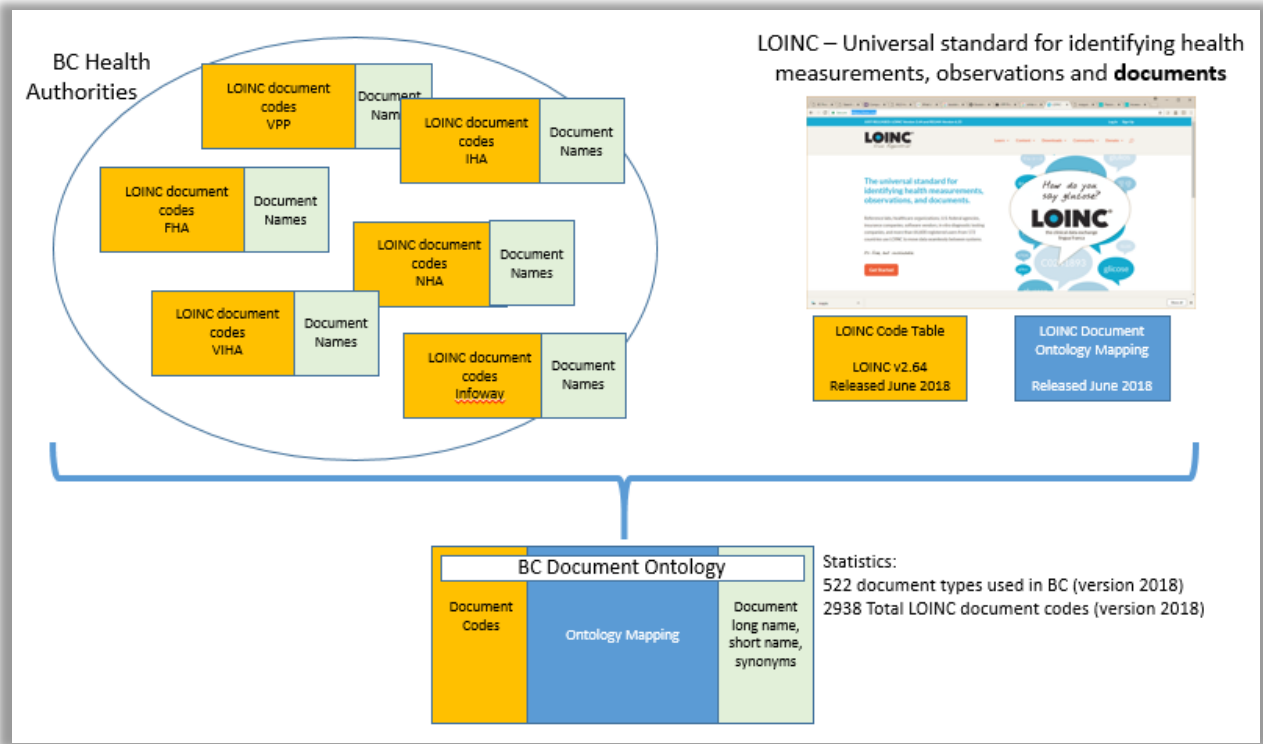 BC Health
Authorities
LOINC document
codes
VPP
Document
Names
LOINC document
codes
IHA
Document
Names
LOINC document
codes
FHA
Document
Names
LOINC document
codes
NHA
Document
Names
LOINC document
codes
VIHA
Document
Names
LOINC document
codes
Infoway
Document
Names
LOINC – Universal standard for identifying health
measurements, observations and documents
LOINC
The universal standard for
identifying health measurements,
observations, and documents.
Get Started
How do you
say glucose?
LOINC
glicose
LOINC Code Table
LOINC v2.64
Released June 2018
LOINC Document
Ontology Mapping
Released June 2018
BC Document Ontology
Document
Codes
Ontology Mapping
Document
long name,
short name,
synonyms
Statistics:
522 document types used in BC (version 2018)
2938 Total LOINC document codes (version 2018)